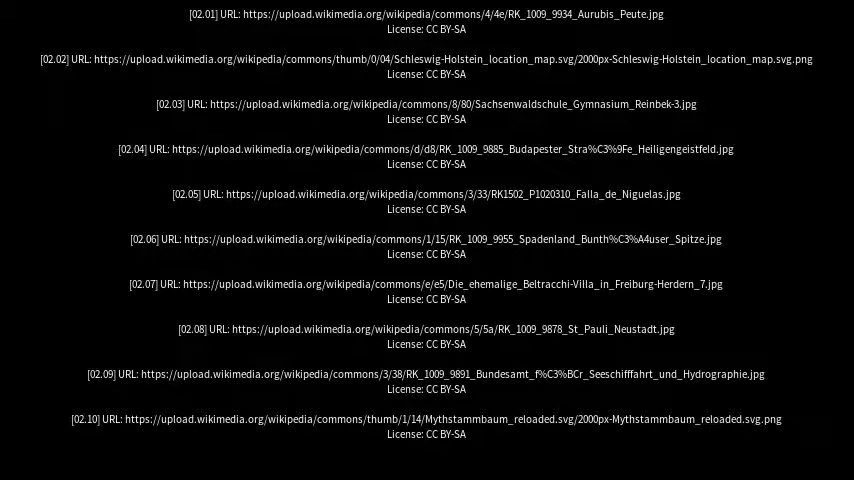 [02.01] URL: https://upload.wikimedia.org/wikipedia/commons/4/4e/RK_1009_9934_Aurubis_Peute.jpg
License: CC BY-SA
[02.02] URL: https://upload.wikimedia.org/wikipedia/commons/thumb/0/04/Schleswig-Holstein_location_map.svg/2000px-Schleswig-Holstein_location_map.svg.png
License: CC BY-SA
[02.03] URL: https://upload.wikimedia.org/wikipedia/commons/8/80/Sachsenwaldschule_Gymnasium_Reinbek-3.jpg
License: CC BY-SA
[02.04] URL: https://upload.wikimedia.org/wikipedia/commons/d/d8/RK_1009_9885_Budapester_Stra%C3%9Fe_Heiligengeistfeld.jpg
License: CC BY-SA
[02.05] URL: https://upload.wikimedia.org/wikipedia/commons/3/33/RK1502_P1020310_Falla_de_Niguelas.jpg
License: CC BY-SA
[02.06] URL: https://upload.wikimedia.org/wikipedia/commons/1/15/RK_1009_9955_Spadenland_Bunth%C3%A4user_Spitze.jpg
License: CC BY-SA
[02.07] URL: https://upload.wikimedia.org/wikipedia/commons/e/e5/Die_ehemalige_Beltracchi-Villa_in_Freiburg-Herdern_7.jpg
License: CC BY-SA
[02.08] URL: https://upload.wikimedia.org/wikipedia/commons/5/5a/RK_1009_9878_St_Pauli_Neustadt.jpg
License: CC BY-SA
[02.09] URL: https://upload.wikimedia.org/wikipedia/commons/3/38/RK_1009_9891_Bundesamt_f%C3%BCr_Seeschifffahrt_und_Hydrographie.jpg
License: CC BY-SA
[02.10] URL: https://upload.wikimedia.org/wikipedia/commons/thumb/1/14/Mythstammbaum_reloaded.svg/2000px-Mythstammbaum_reloaded.svg.png
License: CC BY-SA